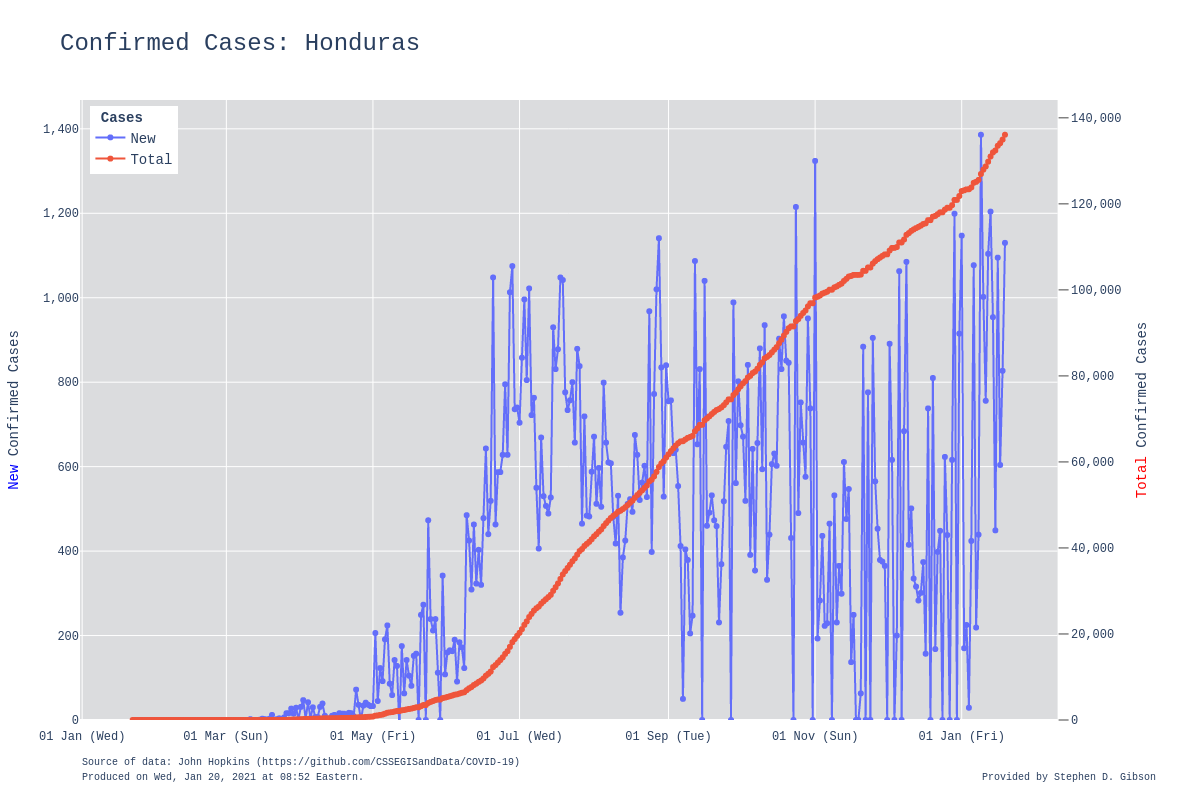 Confirmed Cases: Honduras
Cases
New
Total
1,400
1,200
1,000
800
600
400
200
0
New Confirmed Cases
140,000
120,000
100,000
80,000
60,000
40,000
20,000
0
Total Confirmed Cases
01 Jan (Wed) 01 Mar (Sun) 01 May (Fri) 01 Jul (Wed) 01 Sep (Tue) 01 Nov (Sun) 01 Jan (Fri)
Source of data: John Hopkins (https://github.com/CSSEGISandData/COVID-19)
Produced on Wed, Jan 20, 2021 at 08:52 Eastern.
Provided by Stephen D. Gibson